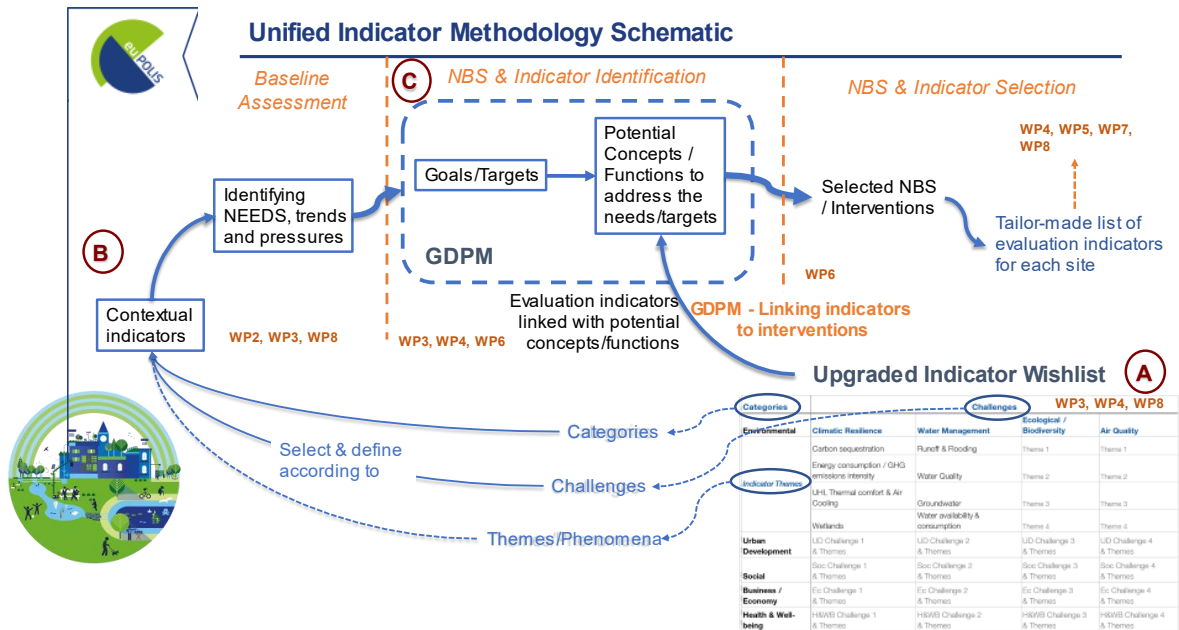 eu POLIS
Unified Indicator Methodology Schematic
Baseline
Assessment
C
NBS & Indicator Identification
NBS & Indicator Selection
WP4, WP5, WP7,
WP8
Potential
Concepts /
Functions to
address the
needs/targets
Goals/Targets
GDPM
Identifying
NEEDS, trends
and pressures
Selected NBS
/ Interventions
Tailor-made list of
evaluation indicators
for each site
B
WP6
Contextual
indicators
WP2, WP3, WP8
WP3, WP4, WP6
Evaluation indicators
linked with potential
concepts/functions
GDPM - Linking indicators
to interventions
Upgraded Indicator Wishlist
A
WP3, WP4, WP8
Select & define
according to
Categories
Challenges
Themes/Phenomena
Categories
Challenges
Environmental
Climatic Resilience
Water Management
Ecological /
Biodiversity
Air Quality
Indicator Themes
Carbon sequestration
Runoff & Flooding
Theme 1
Theme 1
Energy consumption / GHG
emissions intensity
Water Quality
Theme 2
Theme 2
UHI, Thermal comfort & Air
Cooling
Groundwater
Theme 3
Theme 3
Wetlands
Water availability &
consumption
Theme 4
Theme 4
Urban
Development
UD Challenge 1
& Themes
UD Challenge 2
& Themes
UD Challenge 3
& Themes
UD Challenge 4
& Themes
Social
Soc Challenge 1
& Themes
Soc Challenge 2
& Themes
Soc Challenge 3
& Themes
Soc Challenge 4
& Themes
Business /
Economy
Ec Challenge 1
& Themes
Ec Challenge 2
& Themes
Ec Challenge 3
& Themes
Ec Challenge 4
& Themes
Health & Well-
being
H&WB Challenge 1
& Themes
H&WB Challenge 2
& Themes
H&WB Challenge 3
& Themes
H&WB Challenge 4
& Themes